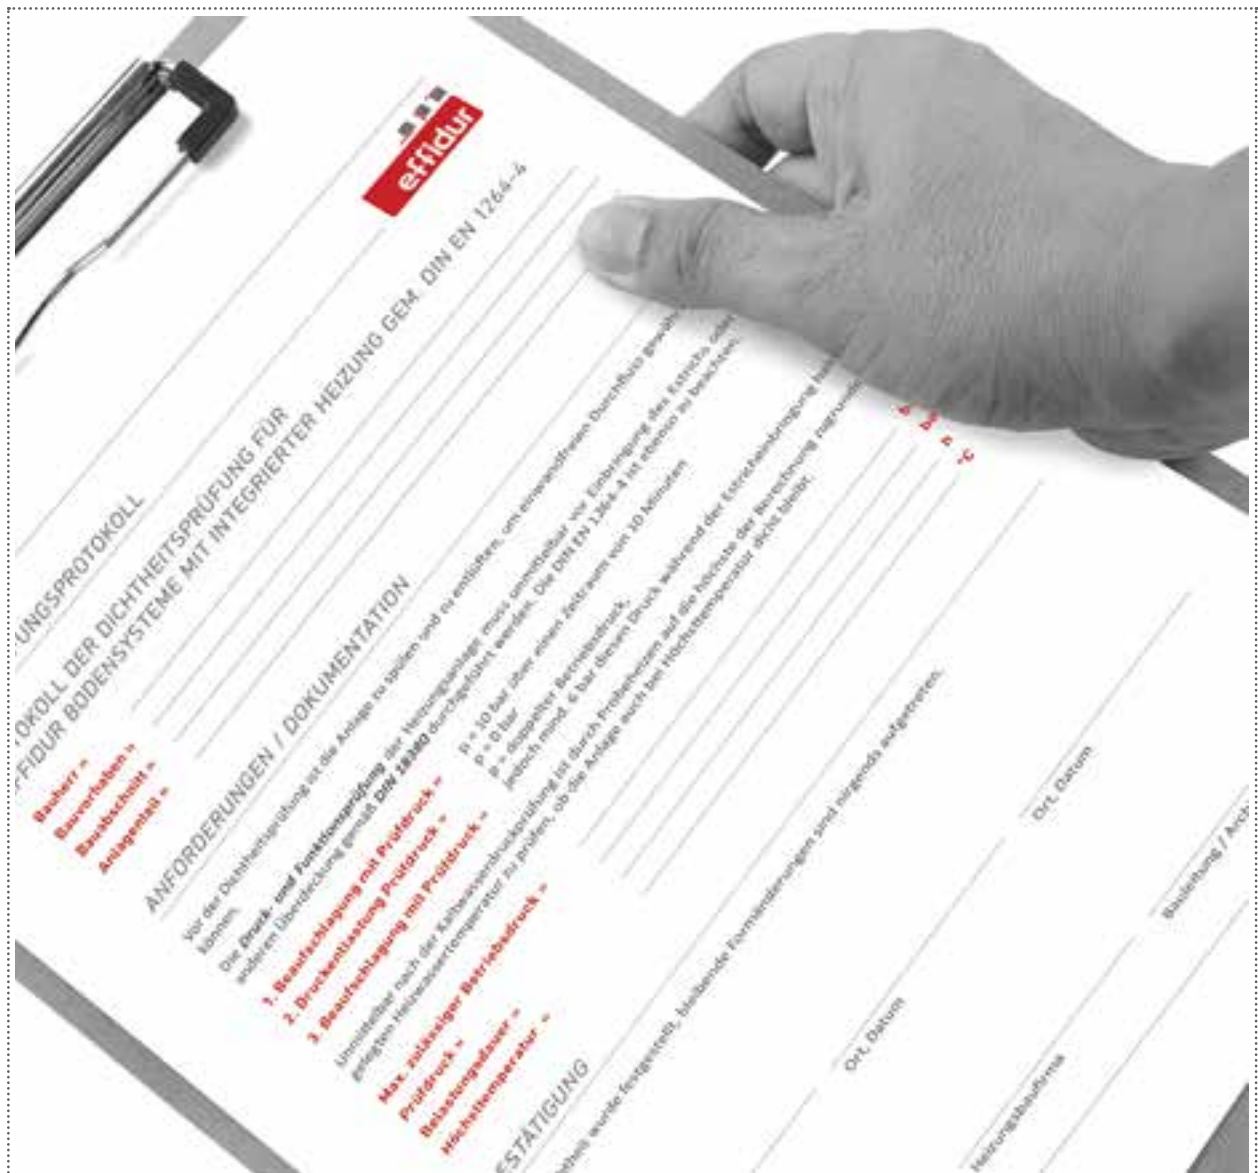 effidur
UNGSPROTOKOLL
TOKOLL DER DICHTHEITSPRÜFUNG FÜR
FFIDUR BODENSYSTEME MIT INTEGRIERTER HEIZUNG GEM. DIN EN 1264-4
Bauherr »
Bauvorhaben »
Bauabschnitt »
Anlagenteil »
ANFORDERUNGEN / DOKUMENTATION
Vor der Dichtheitsprüfung ist die Anlage zu spülen und zu entlüften, um einwandfreien Durchfluss gewähr
können.
Die Druck- und Funktionsprüfung der Heizungsanlage muss unmittelbar vor Einbringung des Estrichs oder
anderen Überdeckung gemäß DIN 18380 durchgeführt werden. Die DIN EN 1264-4 ist ebenso zu beachten.
1. Beaufschlagung mit Prüfdruck » p = 10 bar über einen Zeitraum von 10 Minuten
2. Druckentlastung Prüfdruck » p = 0 bar
3. Beaufschlagung mit Prüfdruck » p = doppelter Betriebsdruck,
jedoch mind. 6 bar diesen Druck während der Estricheinbringung
Unmittelbar nach der Kaltwasserdruckprüfung ist durch Probeheizen auf die höchste der Berechnung zugrunde
gelegten Heizwassertemperatur zu prüfen, ob die Anlage auch bei Höchsttemperatur dicht bleibt.
Max. zulässiger Betriebsdruck » b
Prüfdruck » ba
Belastungsdauer » h
Höchsttemperatur » °C
ESTÄTIGUNG
theit wurde festgestellt, bleibende Formänderungen sind nirgends aufgetreten.
Ort, Datum
Ort, Datum
Heizungsbaufirma
Bauleitung / Arch